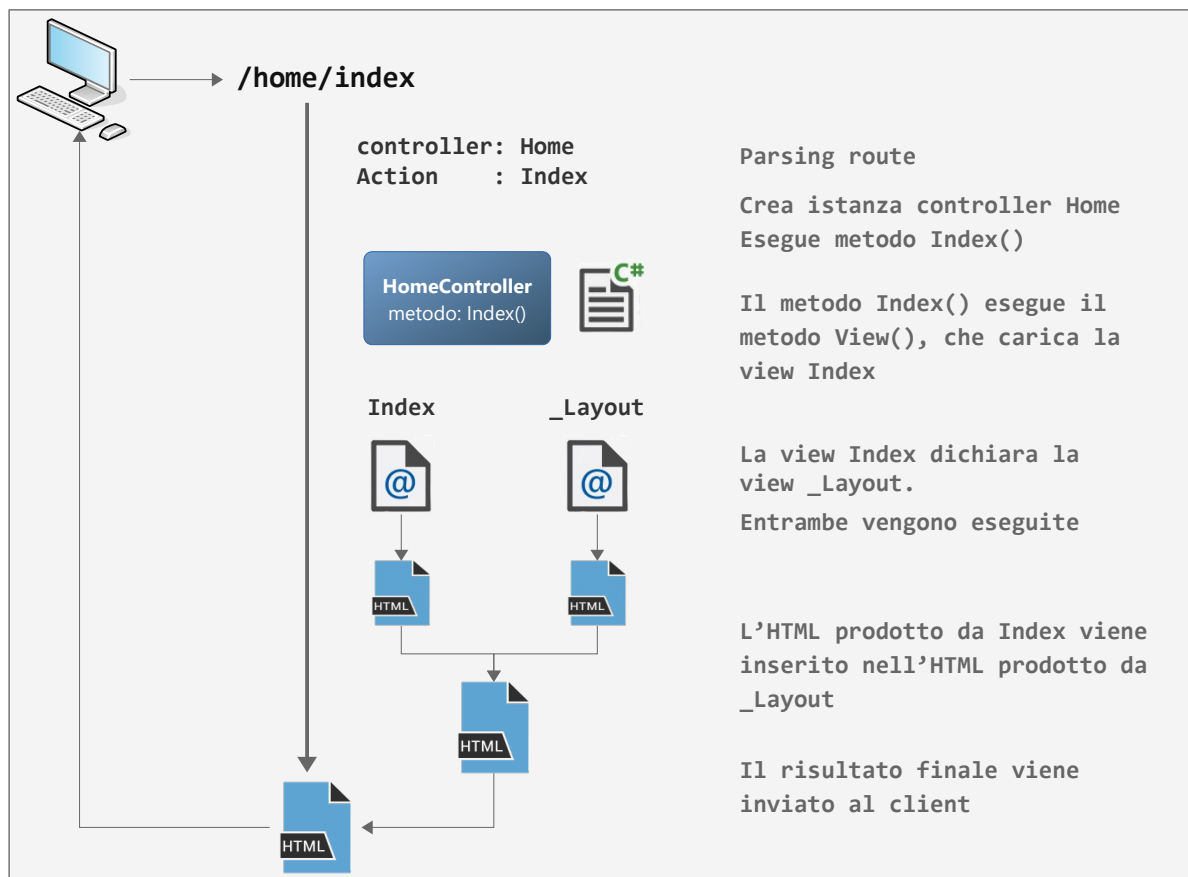 /home/index
controller: Home
Action    : Index
Parsing route
Crea istanza controller Home
Esegue metodo Index()
HomeController
metodo: Index()
C#
Il metodo Index() esegue il
metodo View(), che carica la
view Index
Index
_Layout
@
@
La view Index dichiara la
view _Layout.
Entrambe vengono eseguite
HTML
HTML
L’HTML prodotto da Index viene
inserito nell’HTML prodotto da
_Layout
HTML
Il risultato finale viene
inviato al client
HTML